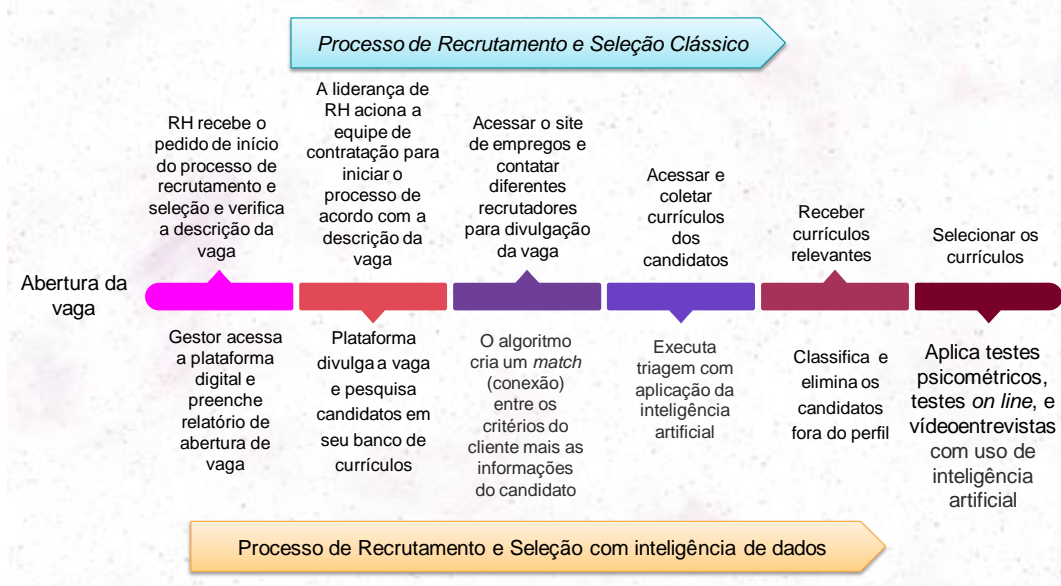 Processo de Recrutamento e Seleção Clássico
RH recebe o
pedido de início
do processo de
recrutamento e
seleção e verifica
a descrição da
vaga
A liderança de
RH aciona a
equipe de
contratação para
iniciar o
processo de
acordo com a
descrição da
vaga
Acessar o site
de empregos e
contatar
diferentes
recrutadores
para divulgação
da vaga
Acessar e
coletar
currículos
dos
candidatos
Receber
currículos
relevantes
Selecionar os
currículos
Abertura da
vaga
Gestor acessa
a plataforma
digital e
preenche
relatório de
abertura de
vaga
Plataforma
divulga a vaga
e pesquisa
candidatos em
seu banco de
currículos
O algoritmo
cria um match
(conexão)
entre os
critérios do
cliente mais as
informações
do candidato
Executa
triagem com
aplicação da
inteligência
artificial
Classifica e
elimina os
candidatos
fora do perfil
Aplica testes
psicométricos,
testes on line, e
vídeoentrevistas
com uso de
inteligência
artificial
Processo de Recrutamento e Seleção com inteligência de dados